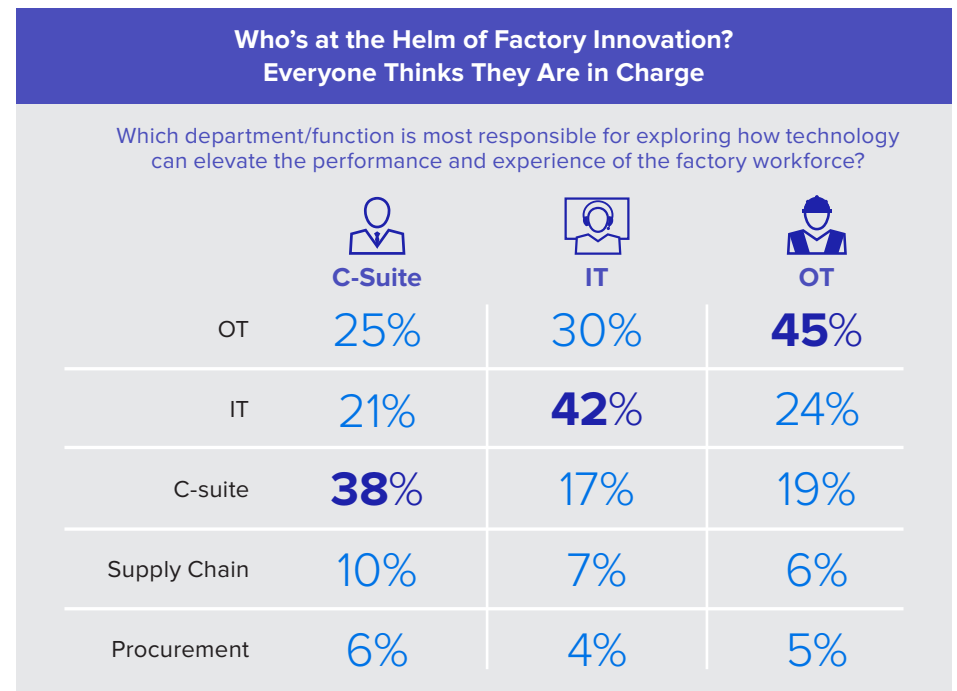 Who’s at the Helm of Factory Innovation?
Everyone Thinks They Are in Charge
Which department/function is most responsible for exploring how technology
can elevate the performance and experience of the factory workforce?
C-Suite IT OT
OT 25% 30% 45%
IT 21% 42% 24%
C-suite 38% 17% 19%
Supply Chain 10% 7% 6%
Procurement 6% 4% 5%